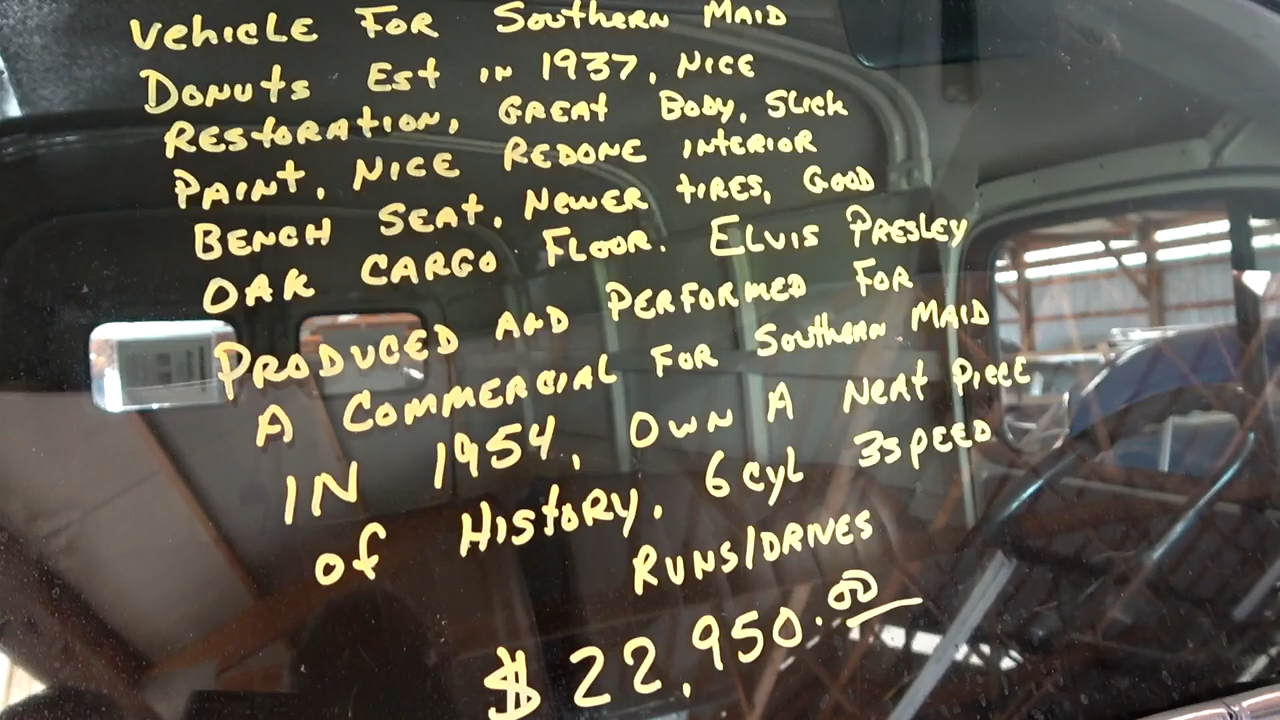 Vehicle For Southern Maid
Donuts Est in 1937, Nice
Restoration, Great Body, Slick
Paint, Nice Redone Interior
Bench Seat, Newer Tires, Good
Oak Cargo Floor. Elvis Presley
Produced and Performed For
A Commercial For Southern Maid
IN 1954, Own A Neat Piece
of History. 6 cyl 3speed
Runs/Drives
$22,950.00